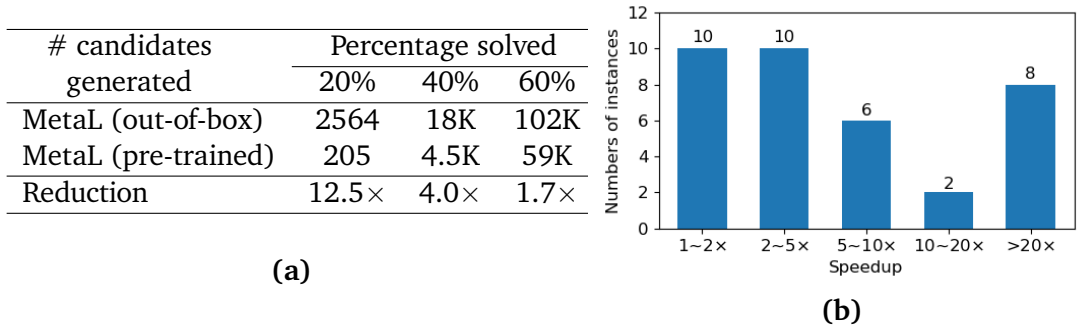 # candidates Percentage solved
generated 20% 40% 60%
MetaL (out-of-box) 2564 18K 102K
MetaL (pre-trained) 205 4.5K 59K
Reduction 12.5× 4.0× 1.7×
(a)
Numbers of instances
12
10
8
6
4
2
0
10
10
6
2
8
1~2× 2~5× 5~10× 10~20× >20×
Speedup
(b)